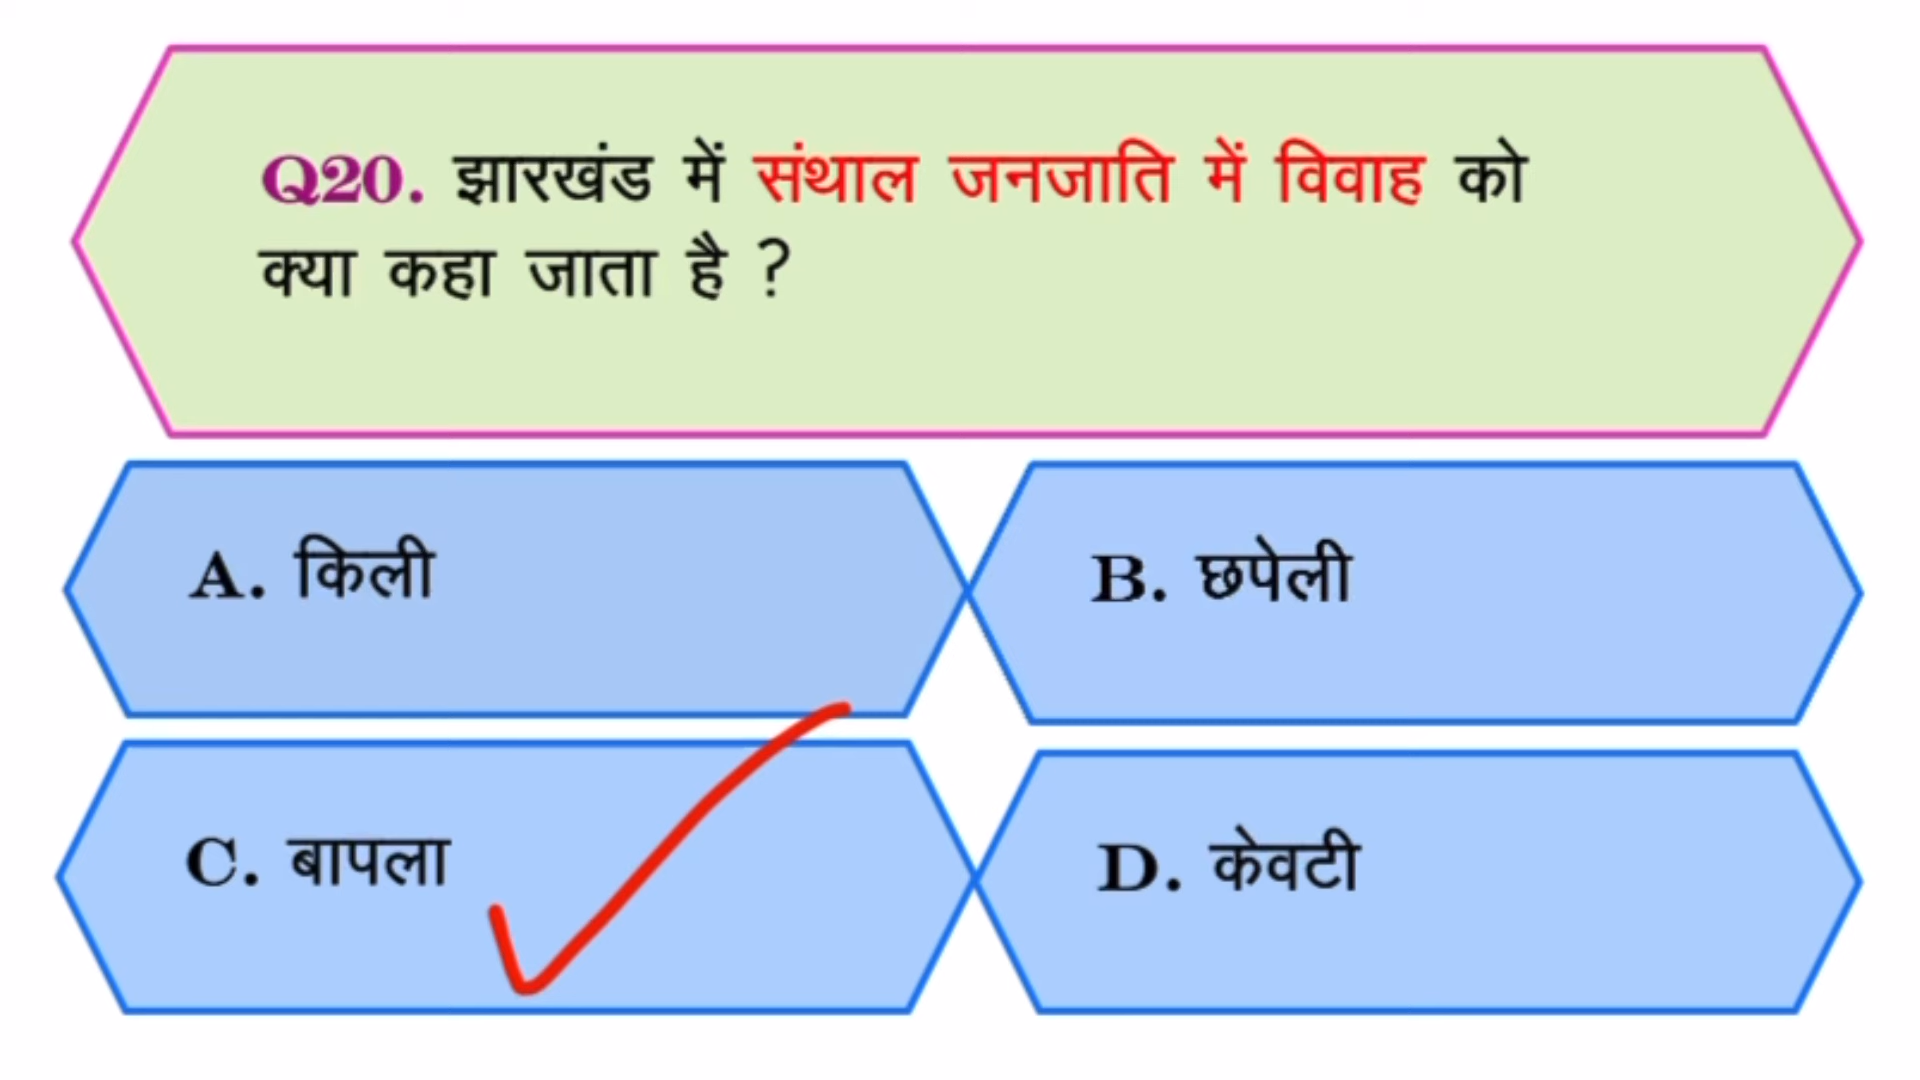 Q20. झारखंड में संथाल जनजाति में विवाह को
क्या कहा जाता है ?
A. किली
B. छपेली
C. बापला
D. केवटी